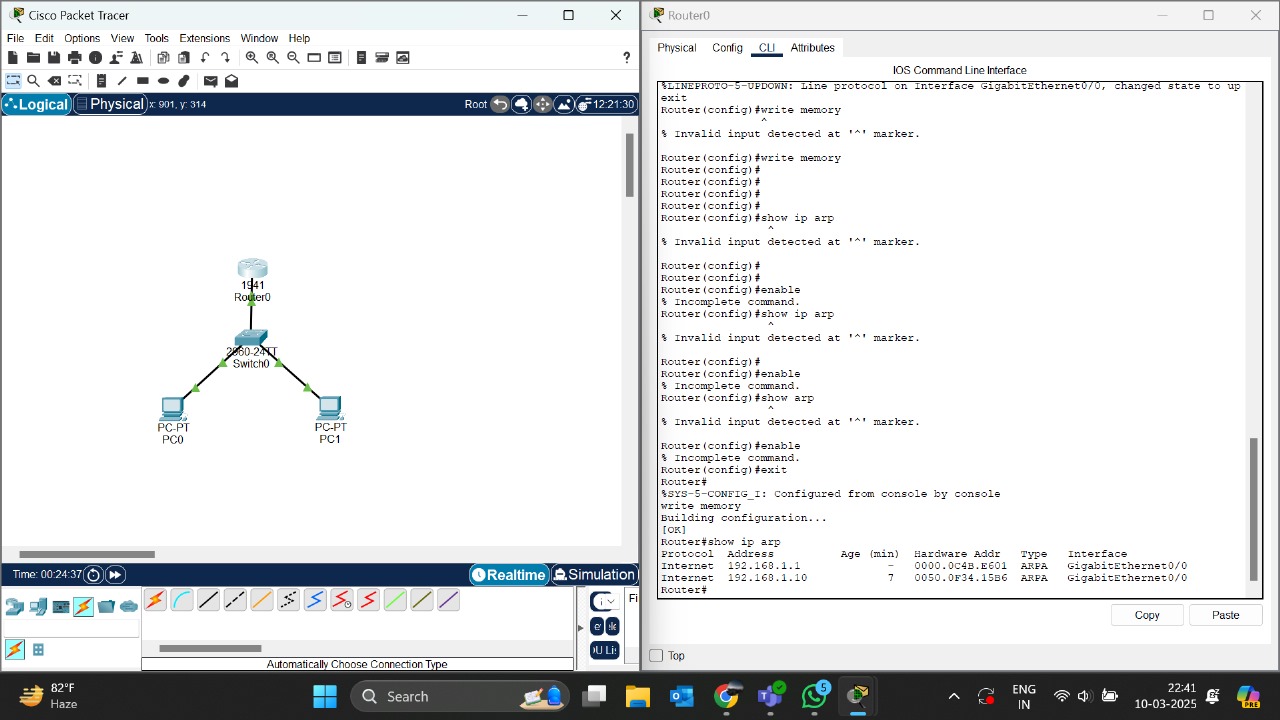 Cisco Packet Tracer
File Edit Options View Tools Extensions Window Help
?
Logical Physical x: 901, y: 314 Root 12:21:30
1941
Router0
2960-24TT
Switch0
PC-PT
PC0
PC-PT
PC1
Time: 00:24:37 Realtime Simulation
Fi
Automatically Choose Connection Type
Router0
Physical Config CLI Attributes
IOS Command Line Interface
%LINEPROTO-5-UPDOWN: Line protocol on Interface GigabitEthernet0/0, changed state to up
exit
Router(config)#write memory
^
% Invalid input detected at '^' marker.
Router(config)#write memory
Router(config)#
Router(config)#
Router(config)#
Router(config)#
Router(config)#show ip arp
^
% Invalid input detected at '^' marker.
Router(config)#
Router(config)#
Router(config)#enable
% Incomplete command.
Router(config)#show ip arp
^
% Invalid input detected at '^' marker.
Router(config)#
Router(config)#enable
% Incomplete command.
Router(config)#show arp
^
% Invalid input detected at '^' marker.
Router(config)#enable
% Incomplete command.
Router(config)#exit
Router#
%SYS-5-CONFIG_I: Configured from console by console
write memory
Building configuration...
[OK]
Router#show ip arp
Protocol Address Age (min) Hardware Addr Type Interface
Internet 192.168.1.1 - 0000.0C4B.E601 ARPA GigabitEthernet0/0
Internet 192.168.1.10 7 0050.0F34.15B6 ARPA GigabitEthernet0/0
Router#
Copy Paste
Top
82°F
Haze
Search
5
ENG
IN
22:41
10-03-2025
PRE